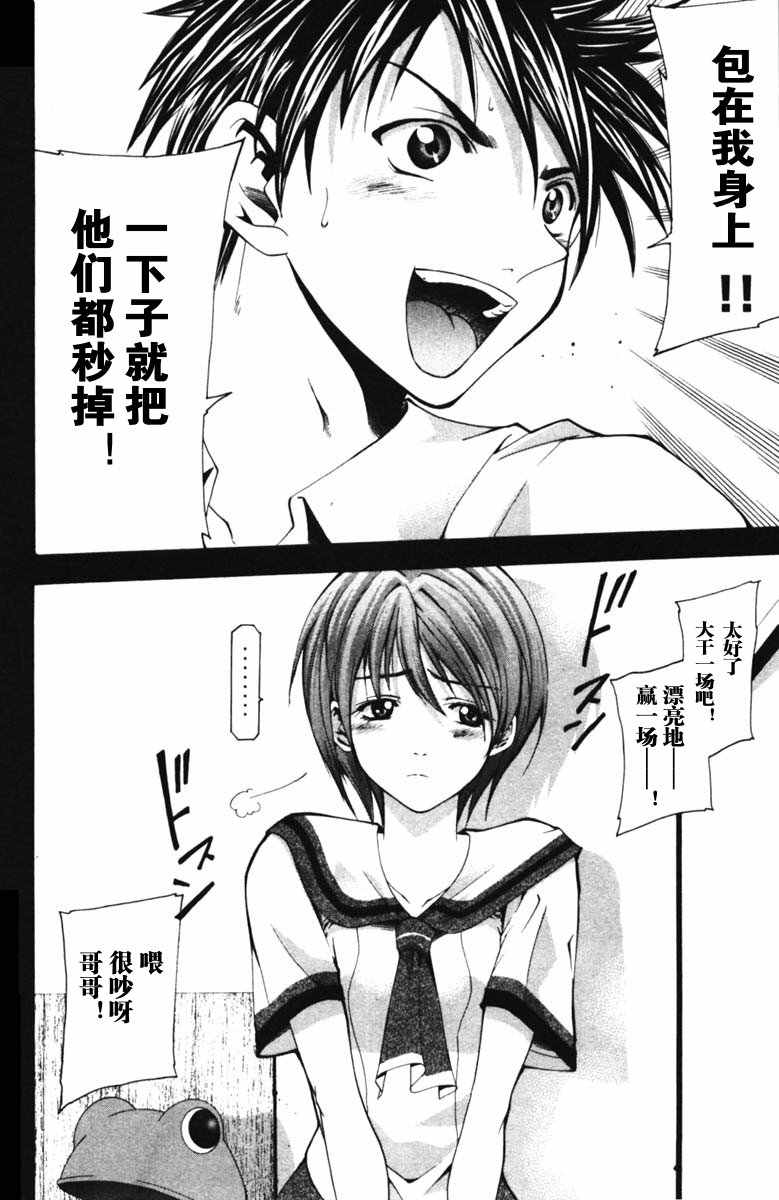 包在我身上
!!
一下子就把
他们都秒掉!
太好了
大干一场吧!
漂亮地——
赢一场——!
………
ドドッ
ドスン
喂
很吵呀
哥哥!